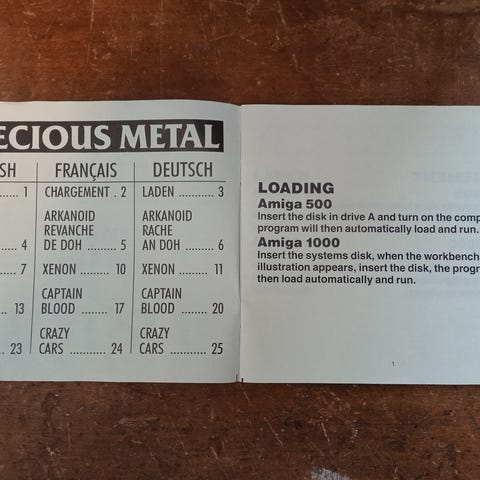 ECIOUS METAL
SH FRANÇAIS DEUTSCH
...... 1 CHARGEMENT . 2 LADEN .......... 3
ARKANOID ARKANOID
REVANCHE RACHE
.. 4 DE DOH ........ 5 AN DOH ........ 6
.. 7 XENON ........ 10 XENON ........ 11
CAPTAIN CAPTAIN
.. 13 BLOOD ........ 17 BLOOD ........ 20
CRAZY CRAZY
.. 23 CARS ........... 24 CARS ........... 25
LOADING
Amiga 500
Insert the disk in drive A and turn on the comp
program will then automatically load and run.
Amiga 1000
Insert the systems disk, when the workbench
illustration appears, insert the disk, the progr
then load automatically and run.
1